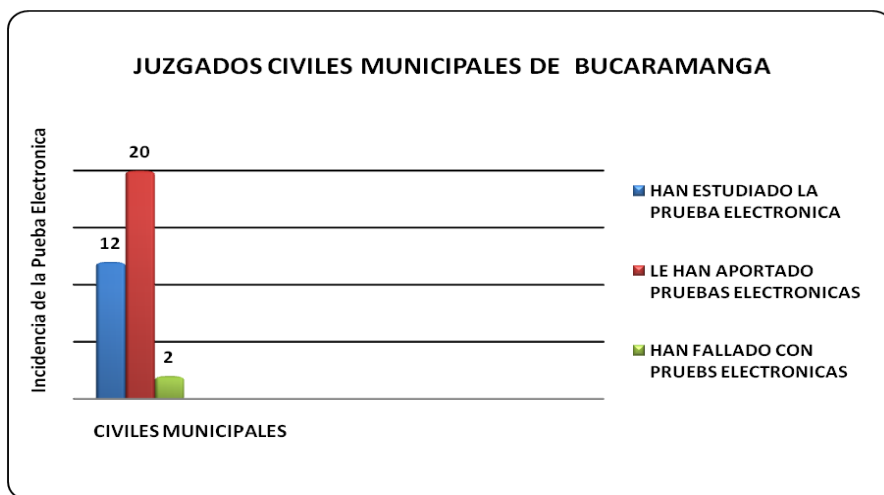 JUZGADOS CIVILES MUNICIPALES DE BUCARAMANGA
Incidencia de la Pueba Electronica
20
12
2
CIVILES MUNICIPALES
HAN ESTUDIADO LA
PRUEBA ELECTRONICA
LE HAN APORTADO
PRUEBAS ELECTRONICAS
HAN FALLADO CON
PRUEBS ELECTRONICAS